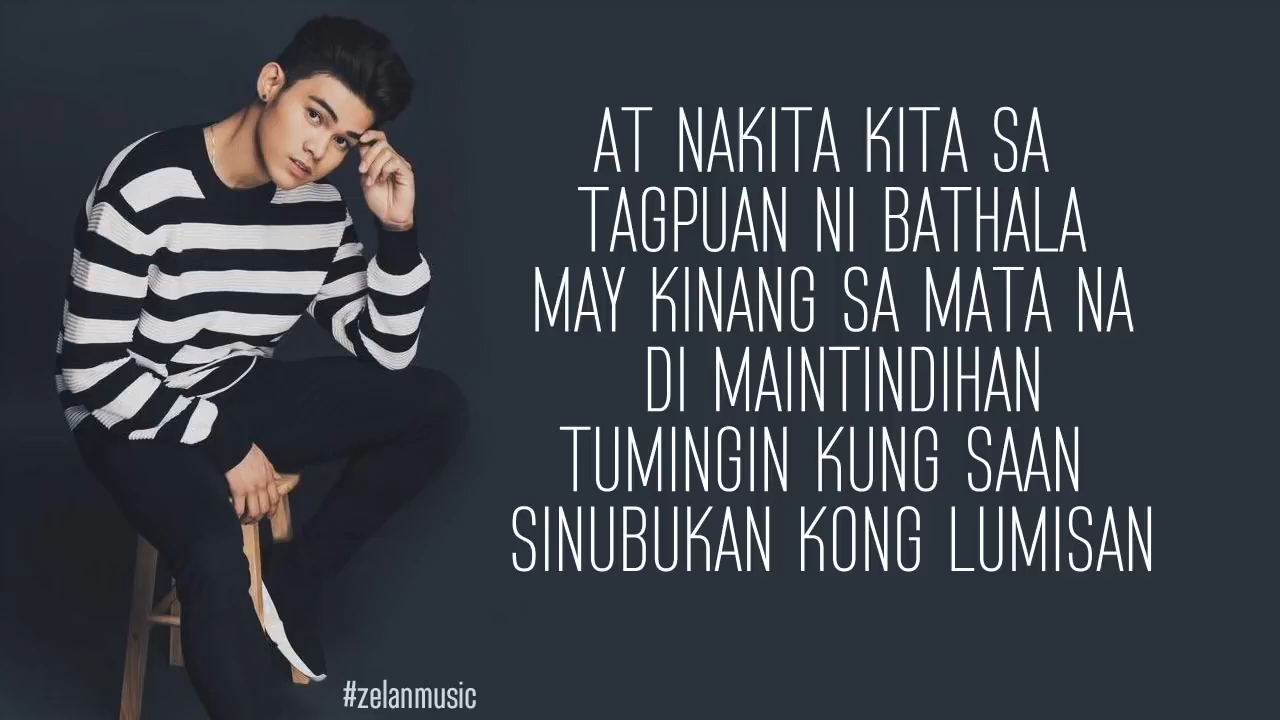 AT NAKITA KITA SA
TAGPUAN NI BATHALA
MAY KINANG SA MATA NA
DI MAINTINDIHAN
TUMINGIN KUNG SAAN
SINUBUKAN KONG LUMISAN
#zelanmusic